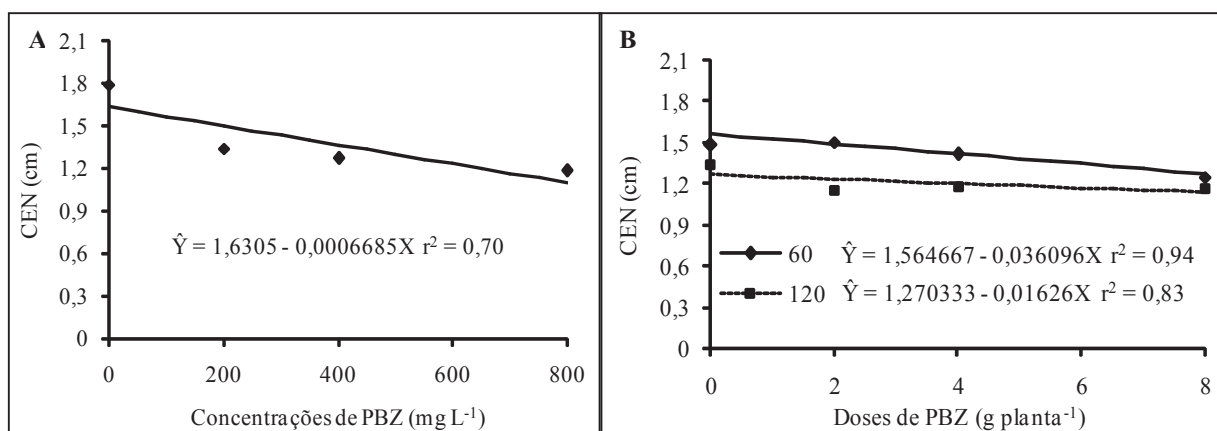 A
2,1
1,8
1,5
1,2
0,9
0,6
0,3
0
CEN (cm)
Ŷ = 1,6305 - 0,0006685X r² = 0,70
0 200 400 600 800
Concentrações de PBZ (mg L⁻¹)
B
2,1
1,8
1,5
1,2
0,9
0,6
0,3
0
CEN (cm)
60 Ŷ = 1,564667 - 0,036096X r² = 0,94
120 Ŷ = 1,270333 - 0,01626X r² = 0,83
0 2 4 6 8
Doses de PBZ (g planta⁻¹)